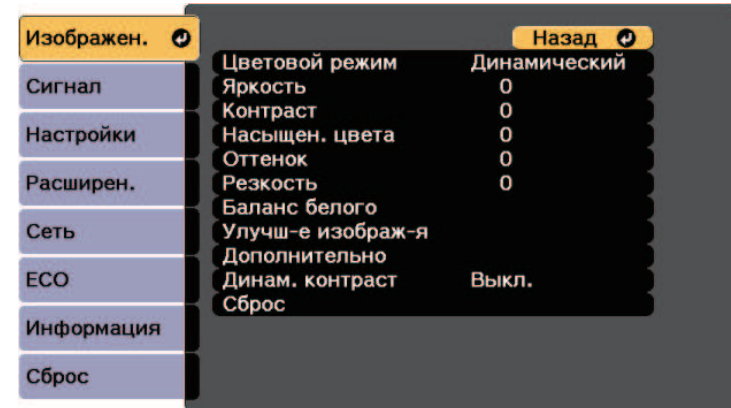 Изображен.
Сигнал
Настройки
Расширен.
Сеть
ECO
Информация
Сброс
Назад
Цветовой режим Динамический
Яркость 0
Контраст 0
Насыщен. цвета 0
Оттенок 0
Резкость 0
Баланс белого
Улучш-е изображ-я
Дополнительно
Динам. контраст Выкл.
Сброс